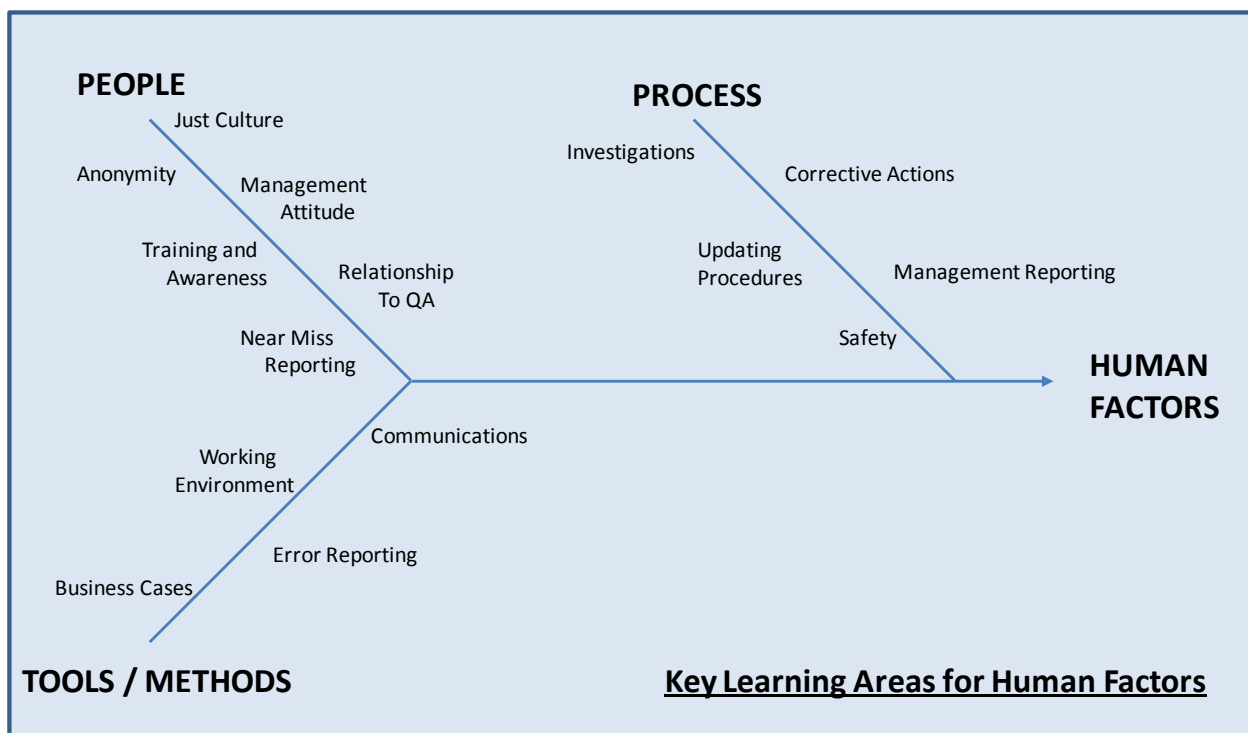 PEOPLE
Just Culture
Anonymity
Management
Attitude
Training and
Awareness
Relationship
To QA
Near Miss
Reporting
PROCESS
Investigations
Corrective Actions
Updating
Procedures
Management Reporting
Safety
HUMAN
FACTORS
Communications
Working
Environment
Error Reporting
Business Cases
TOOLS / METHODS
Key Learning Areas for Human Factors